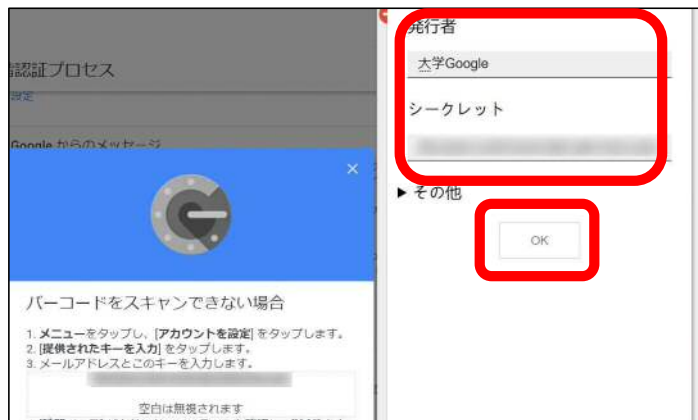 認証プロセス
設定
Google からのメッセージ
バーコードをスキャンできない場合
1. メニューをタップし、[アカウントを設定] をタップします。
2. [提供されたキーを入力] をタップします。
3. メールアドレスとこのキーを入力します。
空白は無視されます
発行者
大学Google
シークレット
▶ その他
OK